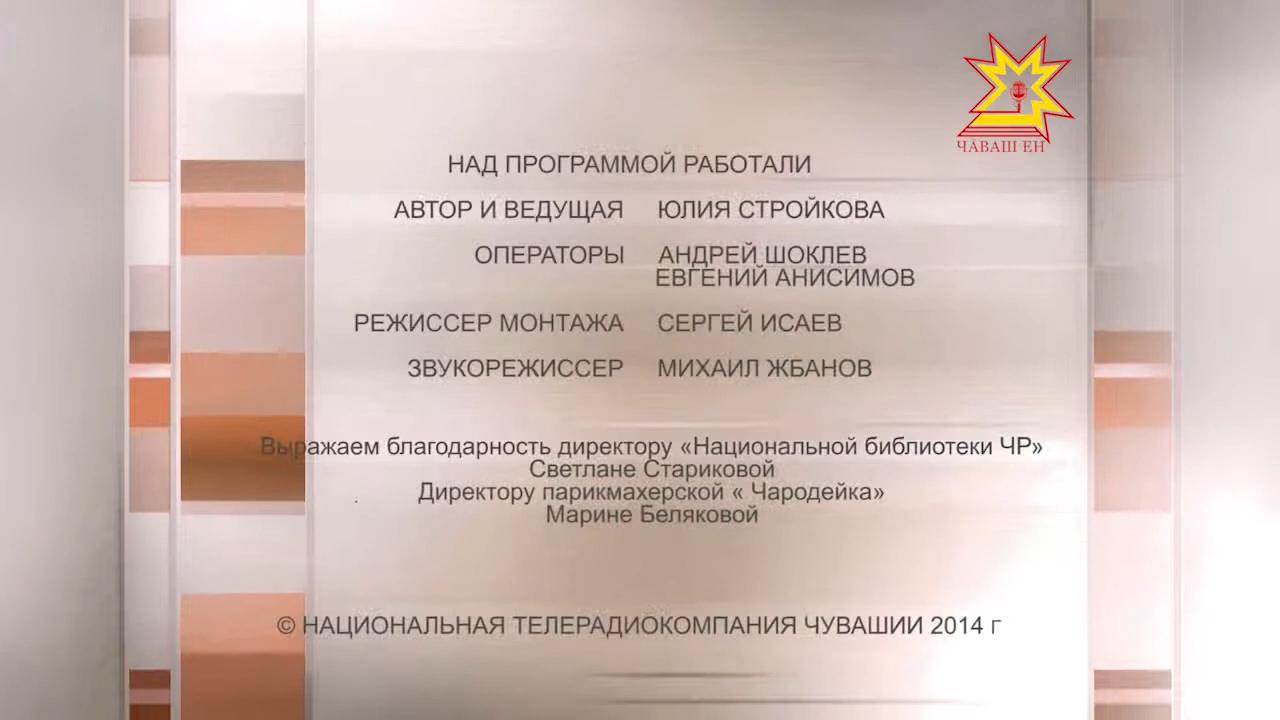 ЧӐВАШ ЕН
НАД ПРОГРАММОЙ РАБОТАЛИ
АВТОР И ВЕДУЩАЯ ЮЛИЯ СТРОЙКОВА
ОПЕРАТОРЫ АНДРЕЙ ШОКЛЕВ
ЕВГЕНИЙ АНИСИМОВ
РЕЖИССЕР МОНТАЖА СЕРГЕЙ ИСАЕВ
ЗВУКОРЕЖИССЕР МИХАИЛ ЖБАНОВ
Выражаем благодарность директору «Национальной библиотеки ЧР»
Светлане Стариковой
Директору парикмахерской « Чародейка»
Марине Беляковой
© НАЦИОНАЛЬНАЯ ТЕЛЕРАДИОКОМПАНИЯ ЧУВАШИИ 2014 г